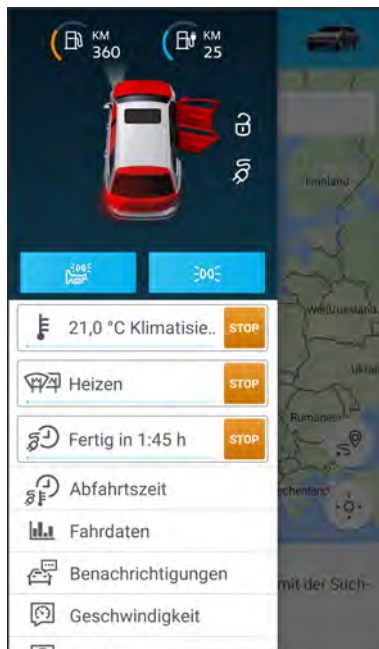 KM
360
KM
25
21,0 °C Klimatisie..
STOP
Heizen
STOP
Fertig in 1:45 h
STOP
Abfahrtszeit
Fahrdaten
Benachrichtigungen
Geschwindigkeit
Finnland
Weißrussland
Ukrai
Rumänien
echenland
mit der Such-